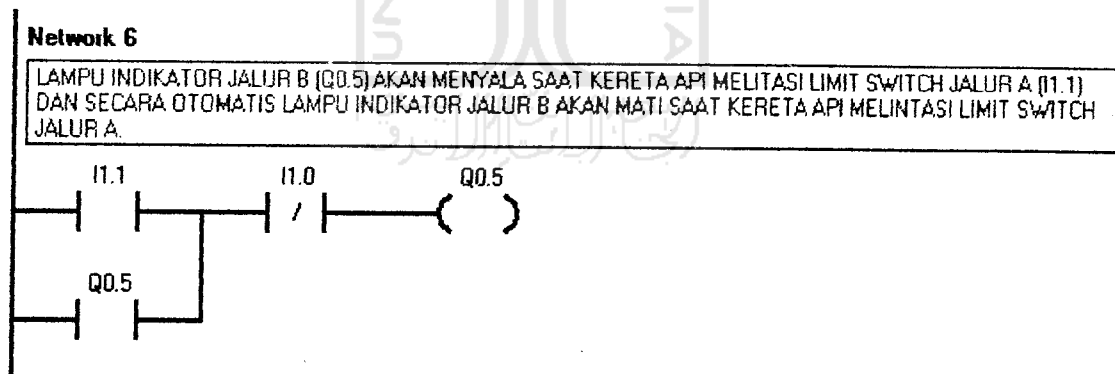 Network 6
LAMPU INDIKATOR JALUR B (Q0.5) AKAN MENYALA SAAT KERETA API MELITASI LIMIT SWITCH JALUR A (I1.1)
DAN SECARA OTOMATIS LAMPU INDIKATOR JALUR B AKAN MATI SAAT KERETA API MELINTASI LIMIT SWITCH
JALUR A.
I1.1 I1.0 Q0.5
/
Q0.5